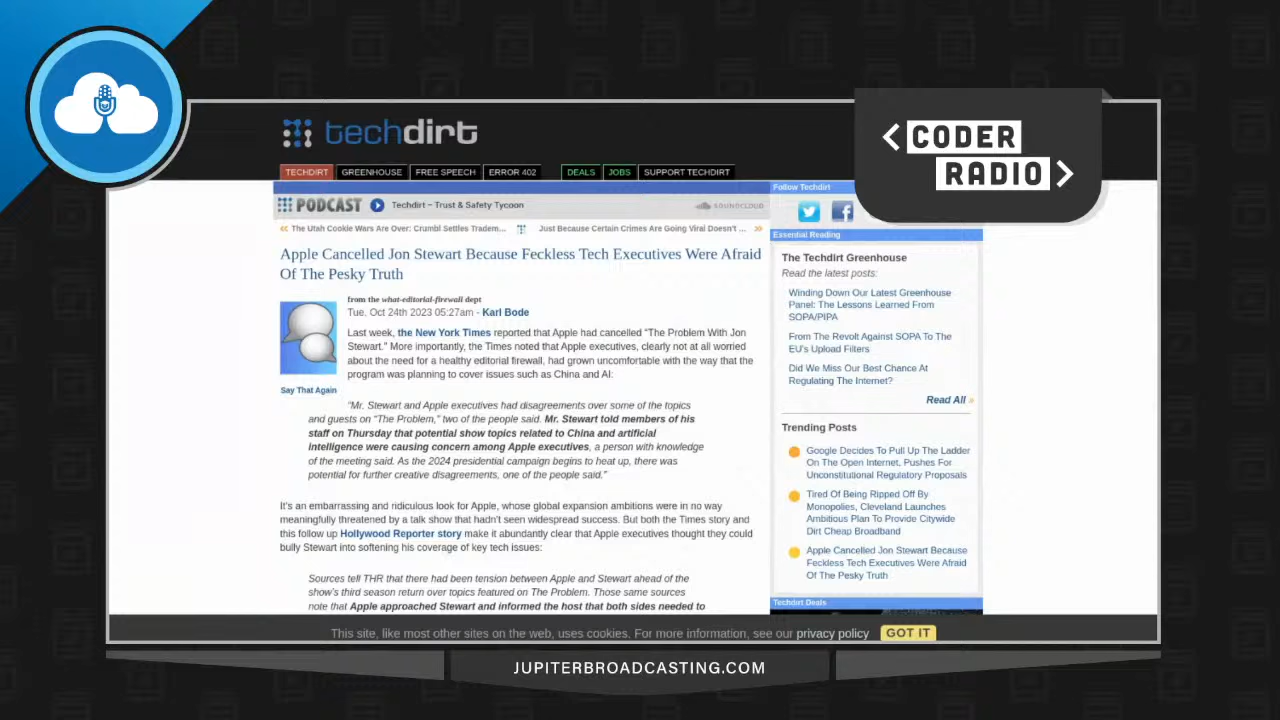 techdirt
CODER
RADIO
TECHDIRT GREENHOUSE FREE SPEECH ERROR 402 DEALS JOBS SUPPORT TECHDIRT
PODCAST Techdirt – Trust & Safety Tycoon SOUNDCLOUD
« The Utah Cookie Wars Are Over: Crumbl Settles Tradem... Just Because Certain Crimes Are Going Viral Doesn't ... »
Apple Cancelled Jon Stewart Because Feckless Tech Executives Were Afraid
Of The Pesky Truth
from the what-editorial-firewall dept
Tue, Oct 24th 2023 05:27am - Karl Bode
Say That Again
Last week, the New York Times reported that Apple had cancelled “The Problem With Jon
Stewart.” More importantly, the Times noted that Apple executives, clearly not at all worried
about the need for a healthy editorial firewall, had grown uncomfortable with the way that the
program was planning to cover issues such as China and AI:
“Mr. Stewart and Apple executives had disagreements over some of the topics
and guests on “The Problem,” two of the people said. Mr. Stewart told members of his
staff on Thursday that potential show topics related to China and artificial
intelligence were causing concern among Apple executives, a person with knowledge
of the meeting said. As the 2024 presidential campaign begins to heat up, there was
potential for further creative disagreements, one of the people said.”
It's an embarrassing and ridiculous look for Apple, whose global expansion ambitions were in no way
meaningfully threatened by a talk show that hadn't seen widespread success. But both the Times story and
this follow up Hollywood Reporter story make it abundantly clear that Apple executives thought they could
bully Stewart into softening his coverage of key tech issues:
Sources tell THR that there had been tension between Apple and Stewart ahead of the
show's third season return over topics featured on The Problem. Those same sources
note that Apple approached Stewart and informed the host that both sides needed to
Follow Techdirt
Essential Reading
The Techdirt Greenhouse
Read the latest posts:
Winding Down Our Latest Greenhouse
Panel: The Lessons Learned From
SOPA/PIPA
From The Revolt Against SOPA To The
EU's Upload Filters
Did We Miss Our Best Chance At
Regulating The Internet?
Read All »
Trending Posts
Google Decides To Pull Up The Ladder
On The Open Internet, Pushes For
Unconstitutional Regulatory Proposals
Tired Of Being Ripped Off By
Monopolies, Cleveland Launches
Ambitious Plan To Provide Citywide
Dirt Cheap Broadband
Apple Cancelled Jon Stewart Because
Feckless Tech Executives Were Afraid
Of The Pesky Truth
Techdirt Deals
This site, like most other sites on the web, uses cookies. For more information, see our privacy policy GOT IT
JUPITERBROADCASTING.COM